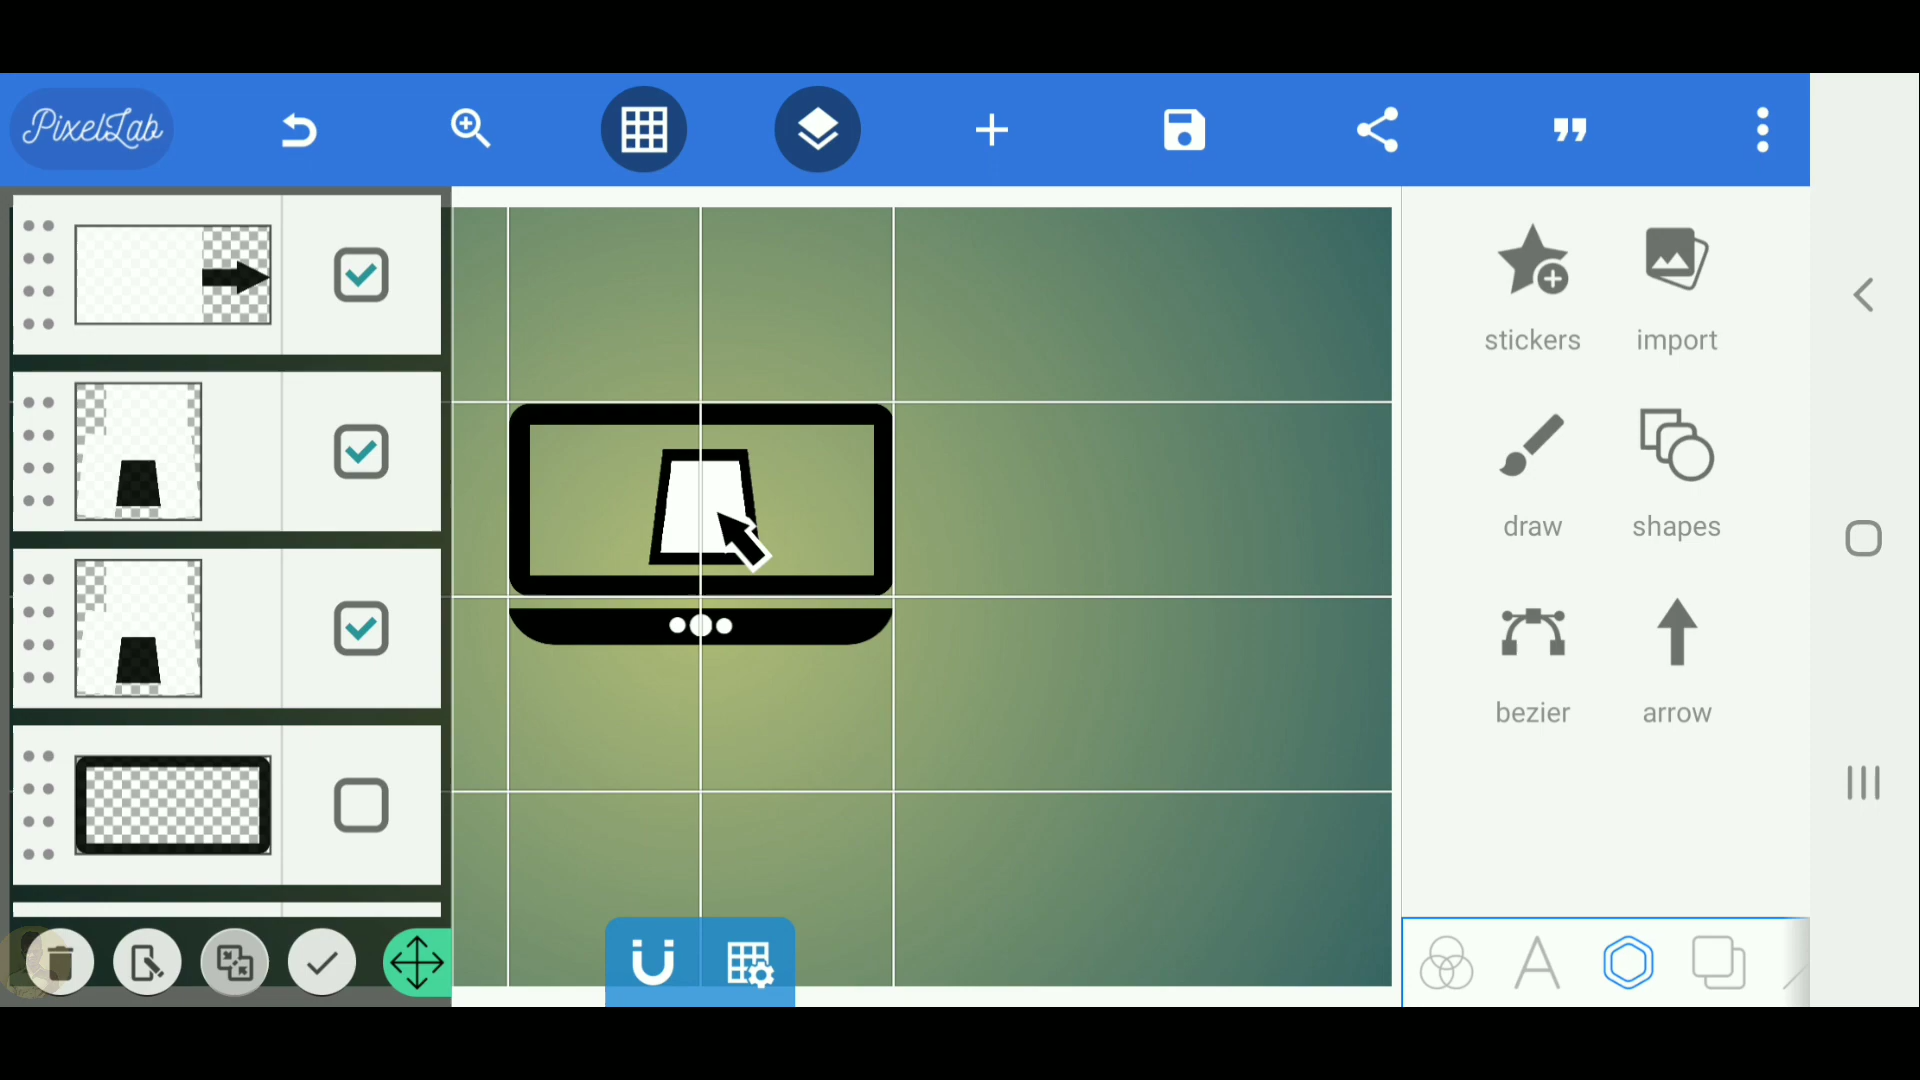 PixelLab
stickers
import
draw
shapes
bezier
arrow